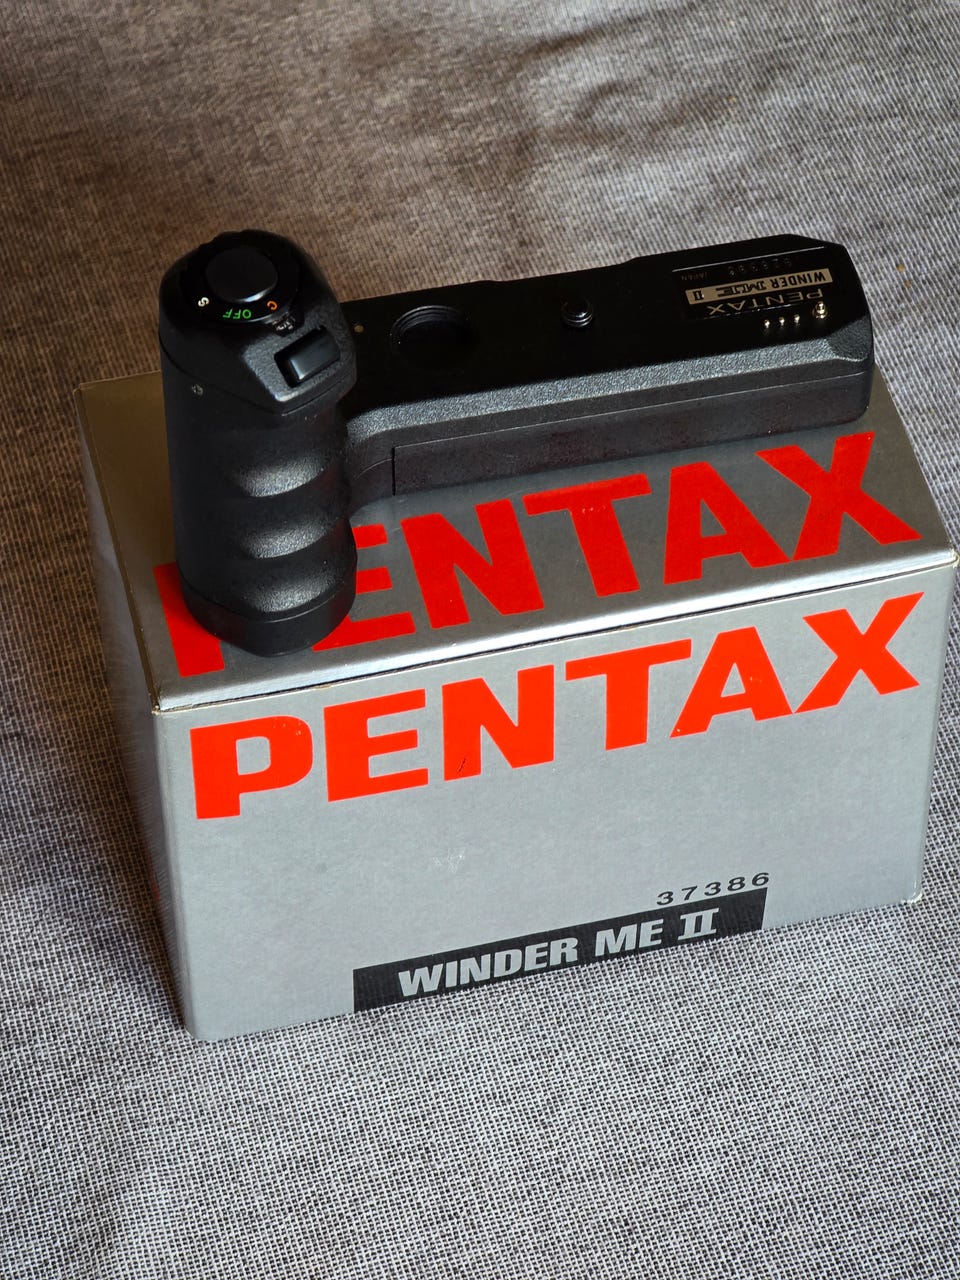 S
OFF
C
PENTAX
WINDER ME II
JAPAN
PENTAX
PENTAX
37386
WINDER ME II